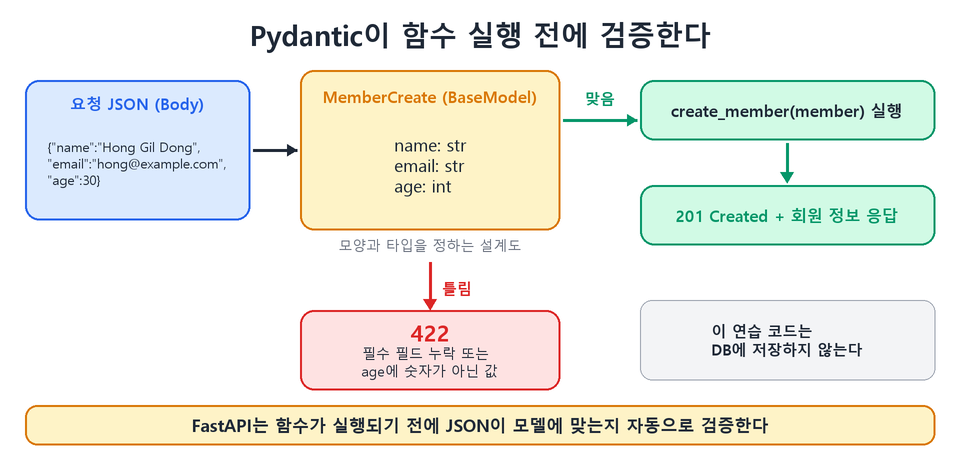 Pydantic이 함수 실행 전에 검증한다
요청 JSON (Body)
{"name":"Hong Gil Dong",
"email":"hong@example.com",
"age":30}
MemberCreate (BaseModel)
name: str
email: str
age: int
모양과 타입을 정하는 설계도
맞음
create_member(member) 실행
201 Created + 회원 정보 응답
틀림
422
필수 필드 누락 또는
age에 숫자가 아닌 값
이 연습 코드는
DB에 저장하지 않는다
FastAPI는 함수가 실행되기 전에 JSON이 모델에 맞는지 자동으로 검증한다